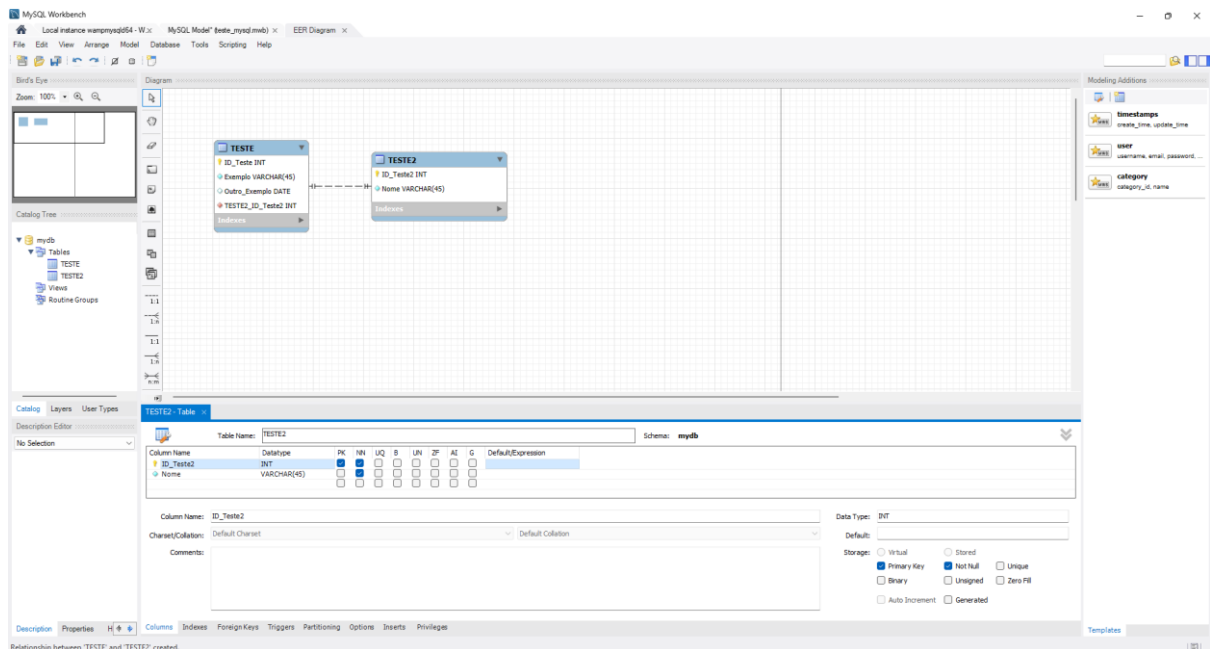 MySQL Workbench
Local instance wampmysqld64 - W... × MySQL Model* (teste_mysql.mwb) × EER Diagram ×
File Edit View Arrange Model Database Tools Scripting Help
Bird's Eye
Zoom: 100%
Diagram
Modeling Additions
timestamps
create_time, update_time
user
username, email, password, ...
category
category_id, name
TESTE
ID_Teste INT
Exemplo VARCHAR(45)
Outro_Exemplo DATE
TESTE2_ID_Teste2 INT
Indexes
TESTE2
ID_Teste2 INT
Nome VARCHAR(45)
Indexes
Catalog Tree
mydb
Tables
TESTE
TESTE2
Views
Routine Groups
1:1
1:n
1:1
1:n
n:m
Catalog Layers User Types
Description Editor
No Selection
TESTE2 - Table ×
Table Name: TESTE2 Schema: mydb
Column Name Datatype PK NN UQ B UN ZF AI G Default/Expression
ID_Teste2 INT
Nome VARCHAR(45)
Column Name: ID_Teste2 Data Type: INT
Charset/Collation: Default Charset Default Collation Default:
Comments: Storage: Virtual Stored
Primary Key Not Null Unique
Binary Unsigned Zero Fill
Auto Increment Generated
Description Properties H
Columns Indexes Foreign Keys Triggers Partitioning Options Inserts Privileges
Templates
Relationship between 'TESTE' and 'TESTE2' created.